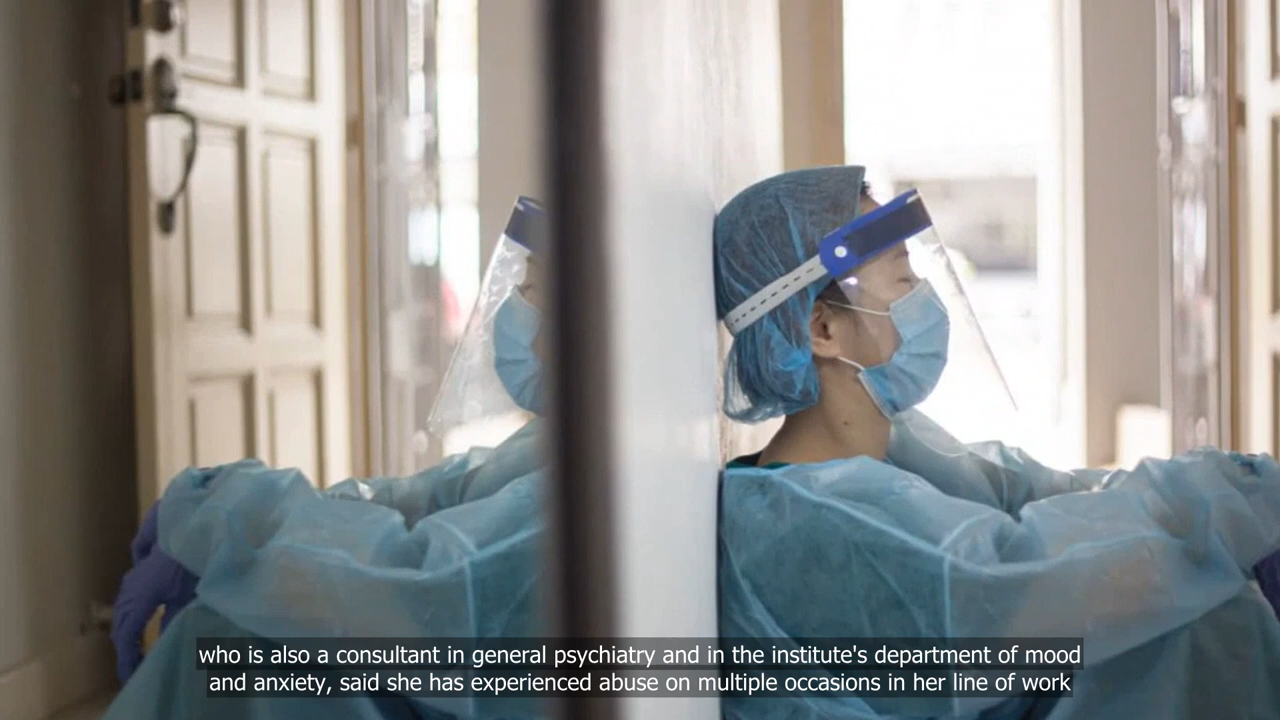 who is also a consultant in general psychiatry and in the institute's department of mood
and anxiety, said she has experienced abuse on multiple occasions in her line of work